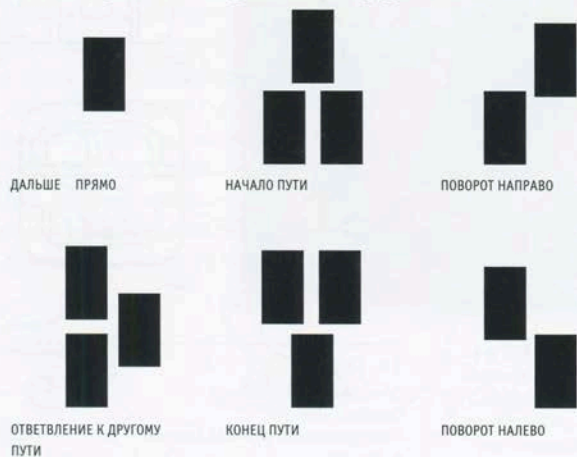 ДАЛЬШЕ ПРЯМО
НАЧАЛО ПУТИ
ПОВОРОТ НАПРАВО
ОТВЕТВЛЕНИЕ К ДРУГОМУ
ПУТИ
КОНЕЦ ПУТИ
ПОВОРОТ НАЛЕВО